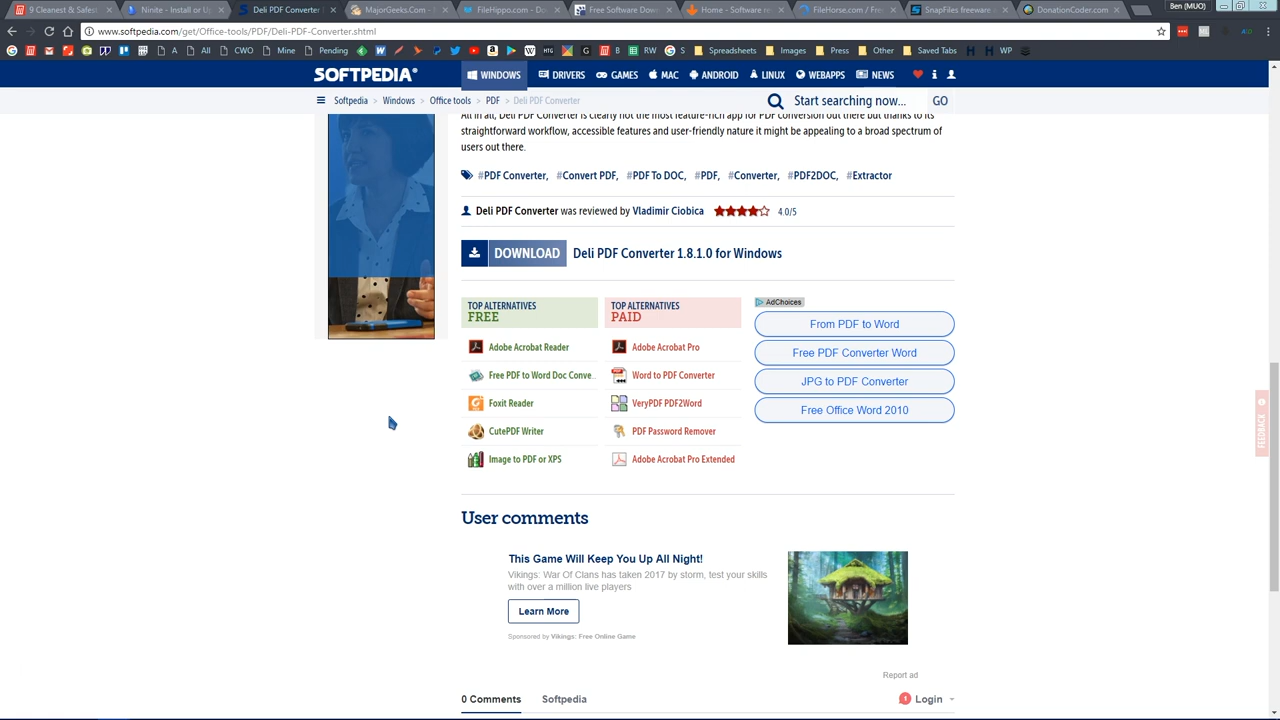 9 Cleanest & Safest
Ninite - Install or Up
Deli PDF Converter
MajorGeeks.Com -
FileHippo.com - Do
Free Software Dow
Home - Software re
FileHorse.com / Free
SnapFiles freeware
DonationCoder.com
Ben (MUO)
www.softpedia.com/get/Office-tools/PDF/Deli-PDF-Converter.shtml
A All CWO Mine Pending HTG B RW G S Spreadsheets Images Press Other Saved Tabs H WP
SOFTPEDIA®
WINDOWS DRIVERS GAMES MAC ANDROID LINUX WEBAPPS NEWS
Softpedia > Windows > Office tools > PDF > Deli PDF Converter
Start searching now... GO
All in all, Deli PDF Converter is clearly not the most feature-rich app for PDF conversion out there but thanks to its
straightforward workflow, accessible features and user-friendly nature it might be appealing to a broad spectrum of
users out there.
#PDF Converter, #Convert PDF, #PDF To DOC, #PDF, #Converter, #PDF2DOC, #Extractor
Deli PDF Converter was reviewed by Vladimir Ciobica 4.0/5
DOWNLOAD Deli PDF Converter 1.8.1.0 for Windows
TOP ALTERNATIVES
FREE
Adobe Acrobat Reader
Free PDF to Word Doc Conve..
Foxit Reader
CutePDF Writer
Image to PDF or XPS
TOP ALTERNATIVES
PAID
Adobe Acrobat Pro
Word to PDF Converter
VeryPDF PDF2Word
PDF Password Remover
Adobe Acrobat Pro Extended
AdChoices
From PDF to Word
Free PDF Converter Word
JPG to PDF Converter
Free Office Word 2010
FEEDBACK
User comments
This Game Will Keep You Up All Night!
Vikings: War Of Clans has taken 2017 by storm, test your skills
with over a million live players
Learn More
Sponsored by Vikings: Free Online Game
Report ad
0 Comments Softpedia 1 Login